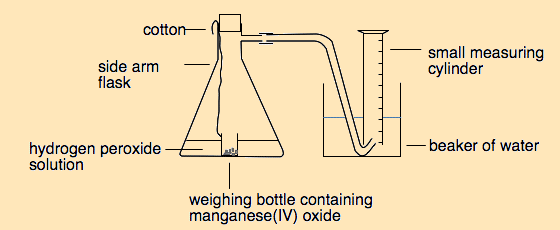 cotton
side arm
flask
small measuring
cylinder
hydrogen peroxide
solution
beaker of water
weighing bottle containing
manganese(IV) oxide